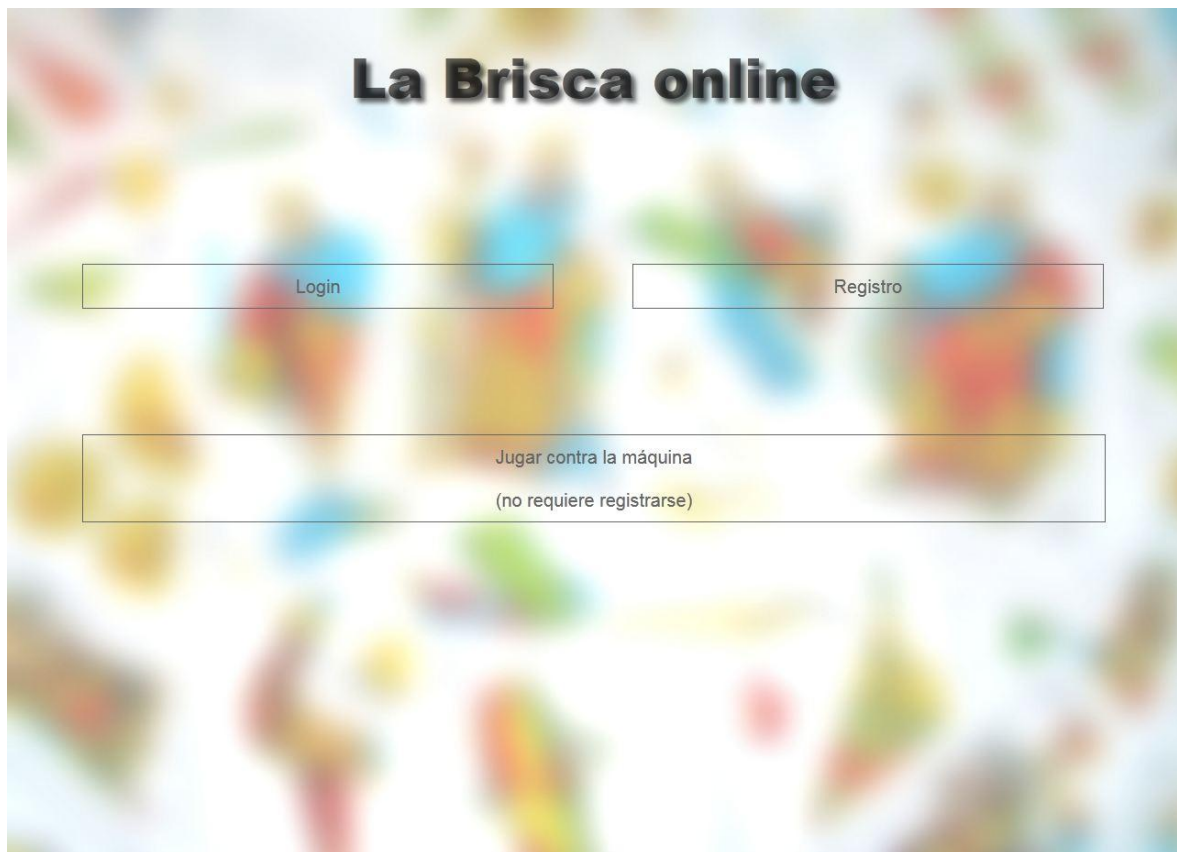 La Brisca online
Login
Registro
Jugar contra la máquina
(no requiere registrarse)